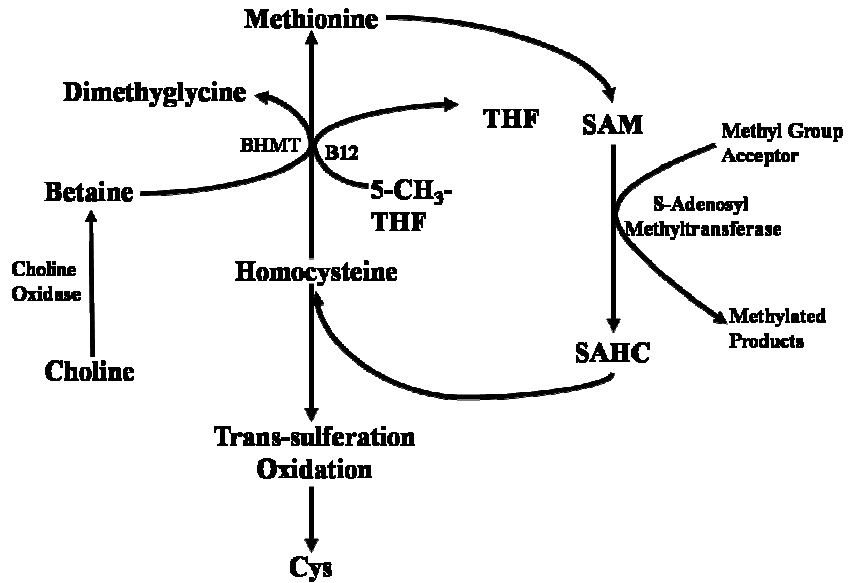 Methionine
Dimethyglycine
THF
SAM
Methyl Group
Acceptor
BHMT
B12
Betaine
5-CH3-
THF
S-Adenosyl
Methyltransferase
Choline
Oxidase
Homocysteine
Methylated
Products
SAHC
Choline
Trans-sulferation
Oxidation
Cys